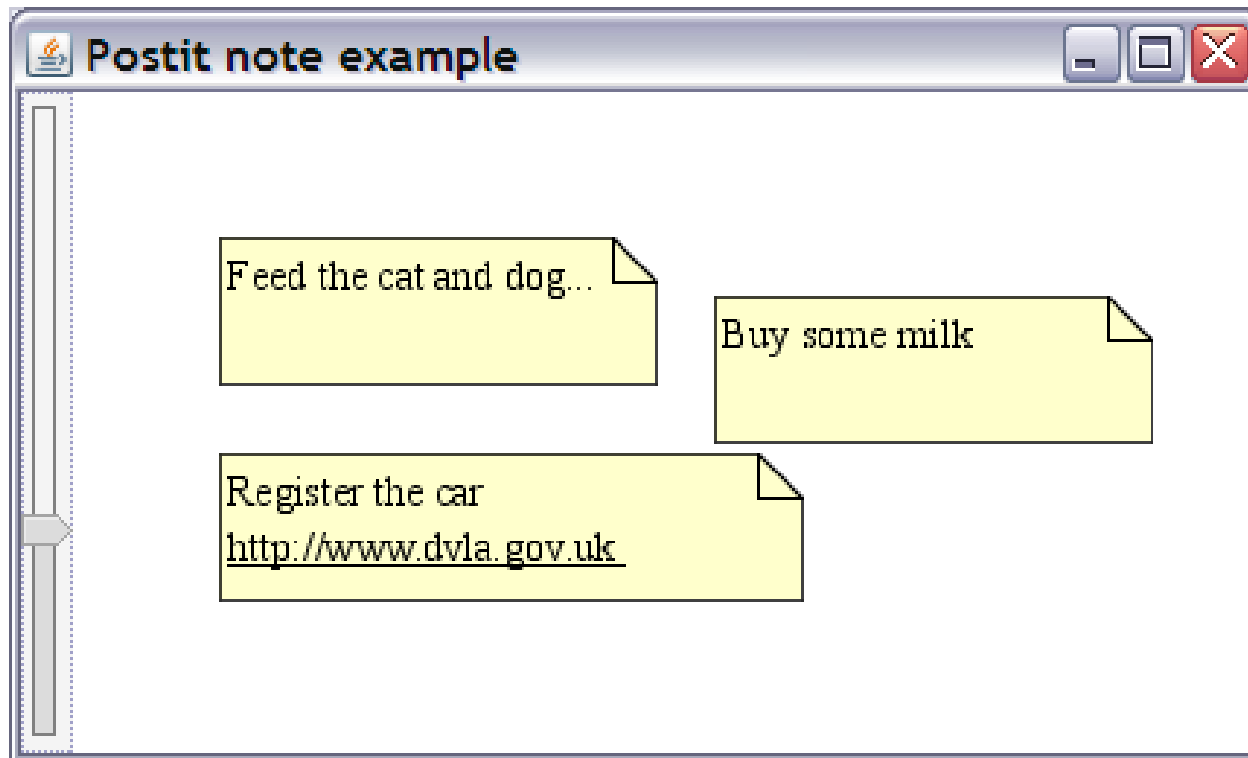 Postit note example
Feed the cat and dog...
Buy some milk
Register the car
http://www.dvla.gov.uk